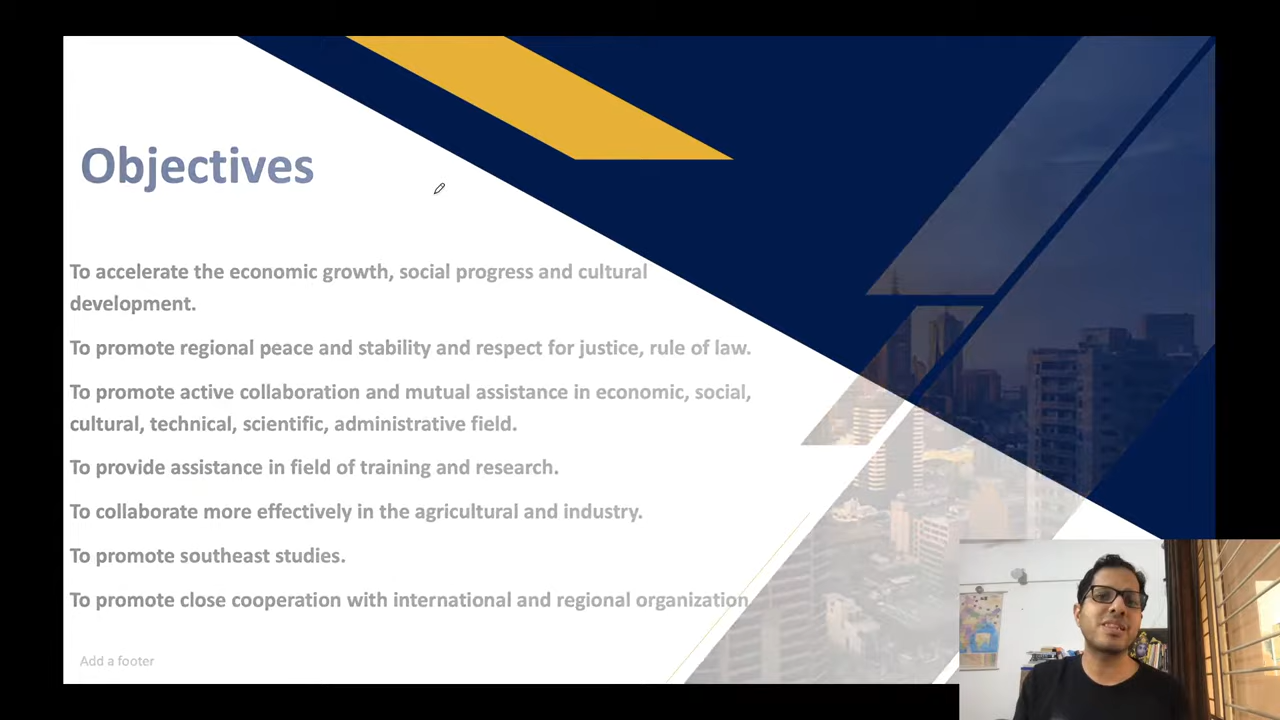 Objectives
To accelerate the economic growth, social progress and cultural
development.
To promote regional peace and stability and respect for justice, rule of law.
To promote active collaboration and mutual assistance in economic, social,
cultural, technical, scientific, administrative field.
To provide assistance in field of training and research.
To collaborate more effectively in the agricultural and industry.
To promote southeast studies.
To promote close cooperation with international and regional organization
Add a footer